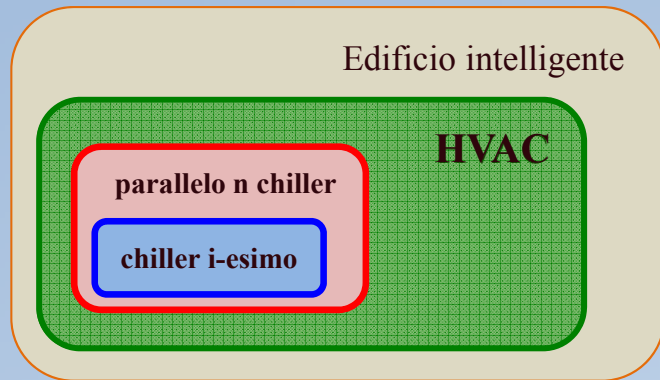 Edificio intelligente
HVAC
parallelo n chiller
chiller i-esimo